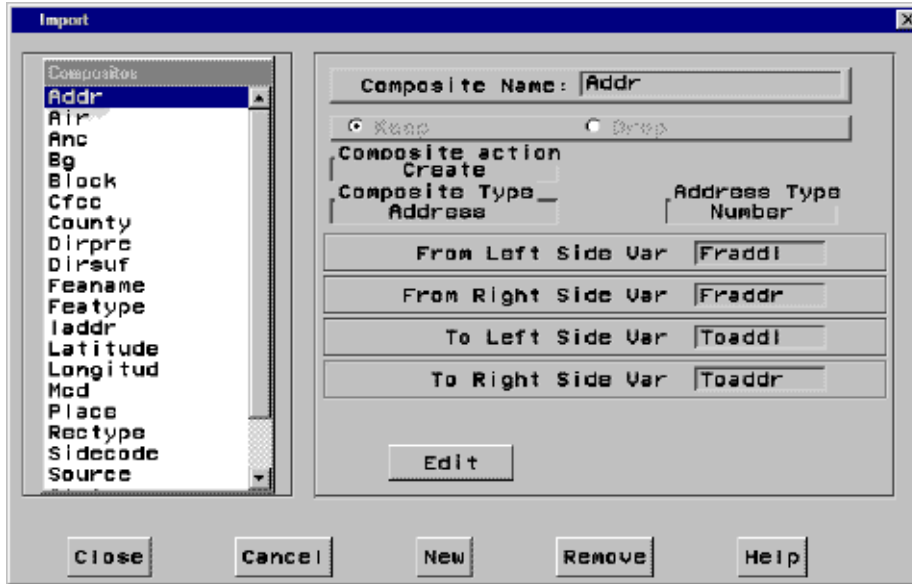 Import
Composites
Addr
Air
Anc
Bg
Block
Cfcc
County
Dirpre
Dirsuf
Feaname
Featype
Iaddr
Latitude
Longitud
Mcd
Place
Rectype
Sidecode
Source
Composite Name: Addr
Keep Drop
Composite action
Create
Composite Type Address Type
Address Number
From Left Side Var Fraddl
From Right Side Var Fraddr
To Left Side Var Toaddl
To Right Side Var Toaddr
Edit
Close Cancel New Remove Help